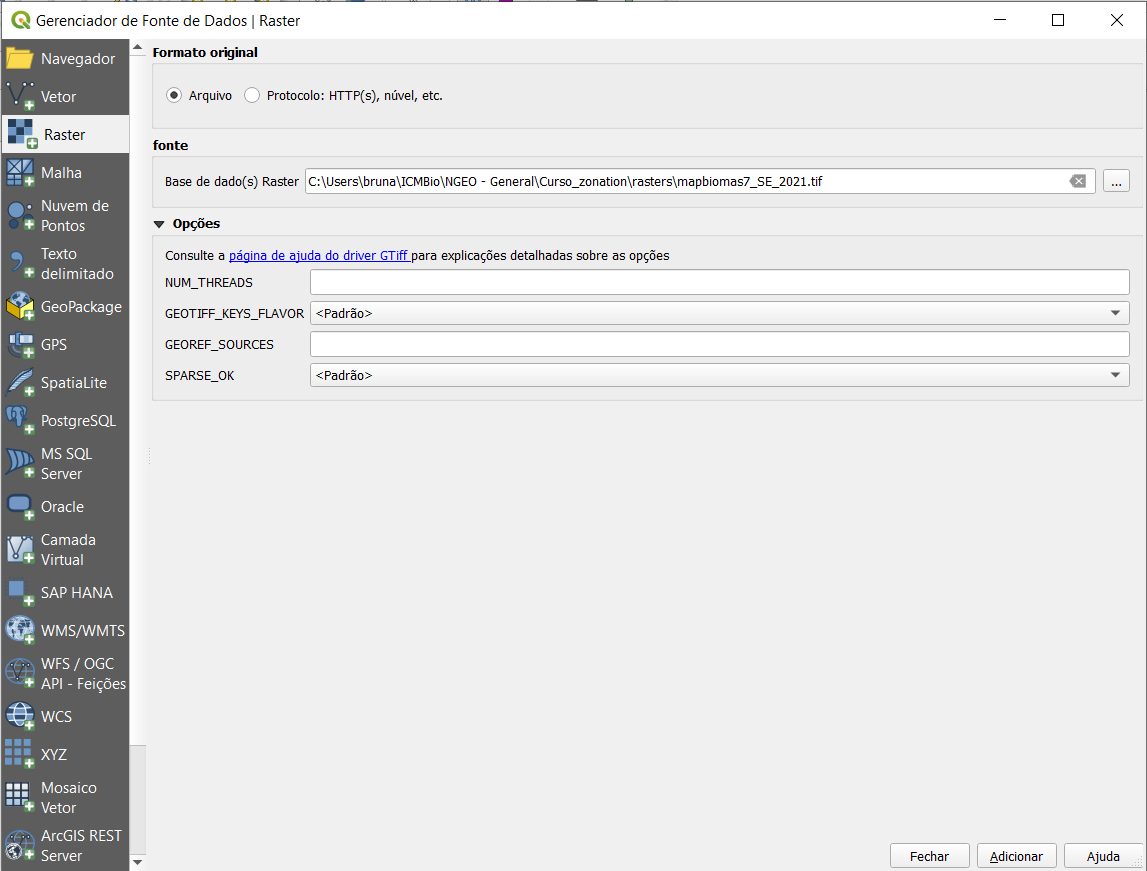 Gerenciador de Fonte de Dados | Raster
Navegador
Vetor
Raster
Malha
Nuvem de
Pontos
Texto
delimitado
GeoPackage
GPS
SpatiaLite
PostgreSQL
MS SQL
Server
Oracle
Camada
Virtual
SAP HANA
WMS/WMTS
WFS / OGC
API - Feições
WCS
XYZ
Mosaico
Vetor
ArcGIS REST
Server
Formato original
Arquivo
Protocolo: HTTP(s), núvel, etc.
fonte
Base de dado(s) Raster C:\Users\bruna\ICMBio\NGEO - General\Curso_zonation\rasters\mapbiomas7_SE_2021.tif ...
Opções
Consulte a página de ajuda do driver GTiff para explicações detalhadas sobre as opções
NUM_THREADS
GEOTIFF_KEYS_FLAVOR <Padrão>
GEOREF_SOURCES
SPARSE_OK <Padrão>
Fechar
Adicionar
Ajuda